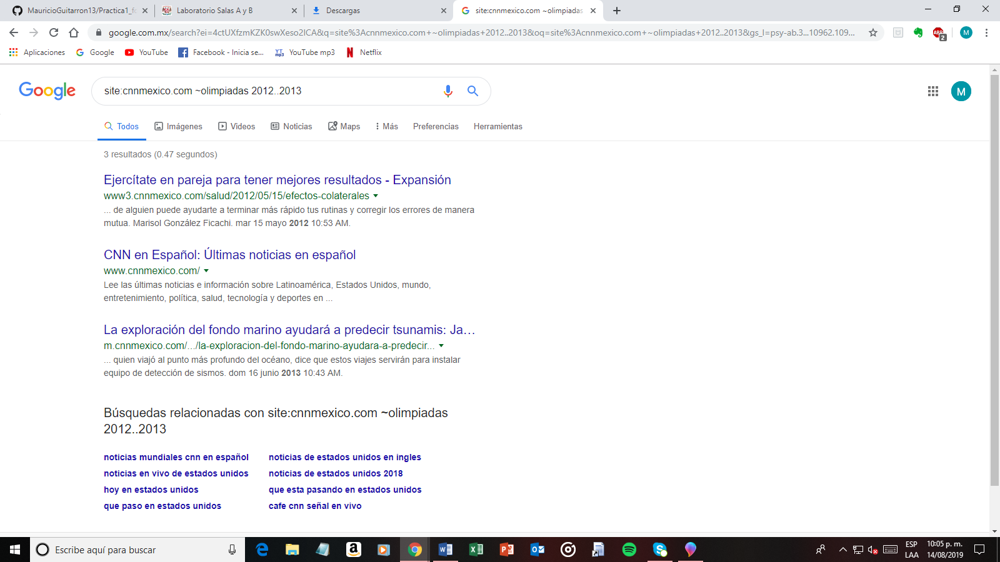 MauricioGuitarron13/Practica1_fo
Laboratorio Salas A y B
Descargas
site:cnnmexico.com ~olimpiadas
google.com.mx/search?ei=4ctUXfzmKZK0swXeso2ICA&q=site%3Acnnmexico.com+~olimpiadas+2012..2013&oq=site%3Acnnmexico.com+~olimpiadas+2012..2013&gs_l=psy-ab.3...10962.109...
ABP
2
M
Aplicaciones
Google
YouTube
Facebook - Inicia se...
YT mp3
YouTube mp3
Netflix
Google
site:cnnmexico.com ~olimpiadas 2012..2013
M
Todos
Imágenes
Videos
Noticias
Maps
Más
Preferencias
Herramientas
3 resultados (0.47 segundos)
Ejercítate en pareja para tener mejores resultados - Expansión
www3.cnnmexico.com/salud/2012/05/15/efectos-colaterales
... de alguien puede ayudarte a terminar más rápido tus rutinas y corregir los errores de manera
mutua. Marisol González Ficachi. mar 15 mayo 2012 10:53 AM.
CNN en Español: Últimas noticias en español
www.cnnmexico.com/
Lee las últimas noticias e información sobre Latinoamérica, Estados Unidos, mundo,
entretenimiento, política, salud, tecnología y deportes en ...
La exploración del fondo marino ayudará a predecir tsunamis: Ja...
m.cnnmexico.com/.../la-exploracion-del-fondo-marino-ayudara-a-predecir...
... quien viajó al punto más profundo del océano, dice que estos viajes servirán para instalar
equipo de detección de sismos. dom 16 junio 2013 10:43 AM.
Búsquedas relacionadas con site:cnnmexico.com ~olimpiadas
2012..2013
noticias mundiales cnn en español
noticias de estados unidos en ingles
noticias en vivo de estados unidos
noticias de estados unidos 2018
hoy en estados unidos
que esta pasando en estados unidos
que paso en estados unidos
cafe cnn señal en vivo
Escribe aquí para buscar
ESP
LAA
10:05 p. m.
14/08/2019